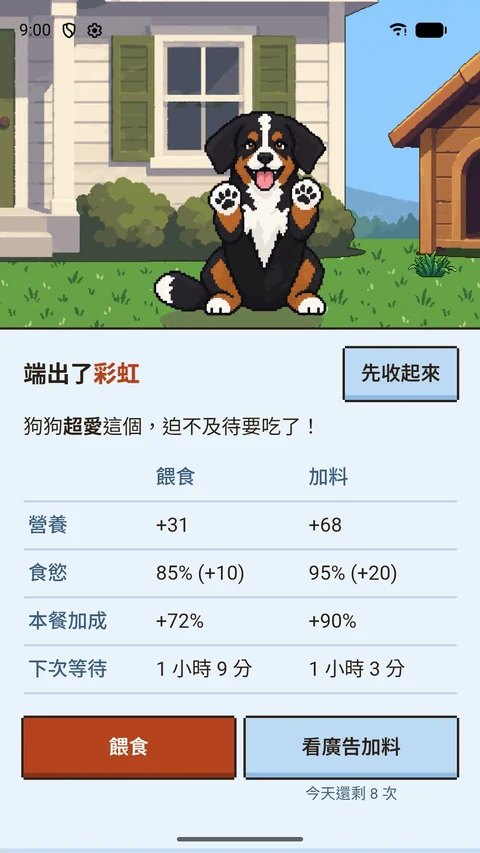 9:00
端出了彩虹
先收起來
狗狗超愛這個，迫不及待要吃了！
餵食 加料
營養 +31 +68
食慾 85% (+10) 95% (+20)
本餐加成 +72% +90%
下次等待 1 小時 9 分 1 小時 3 分
餵食
看廣告加料
今天還剩 8 次